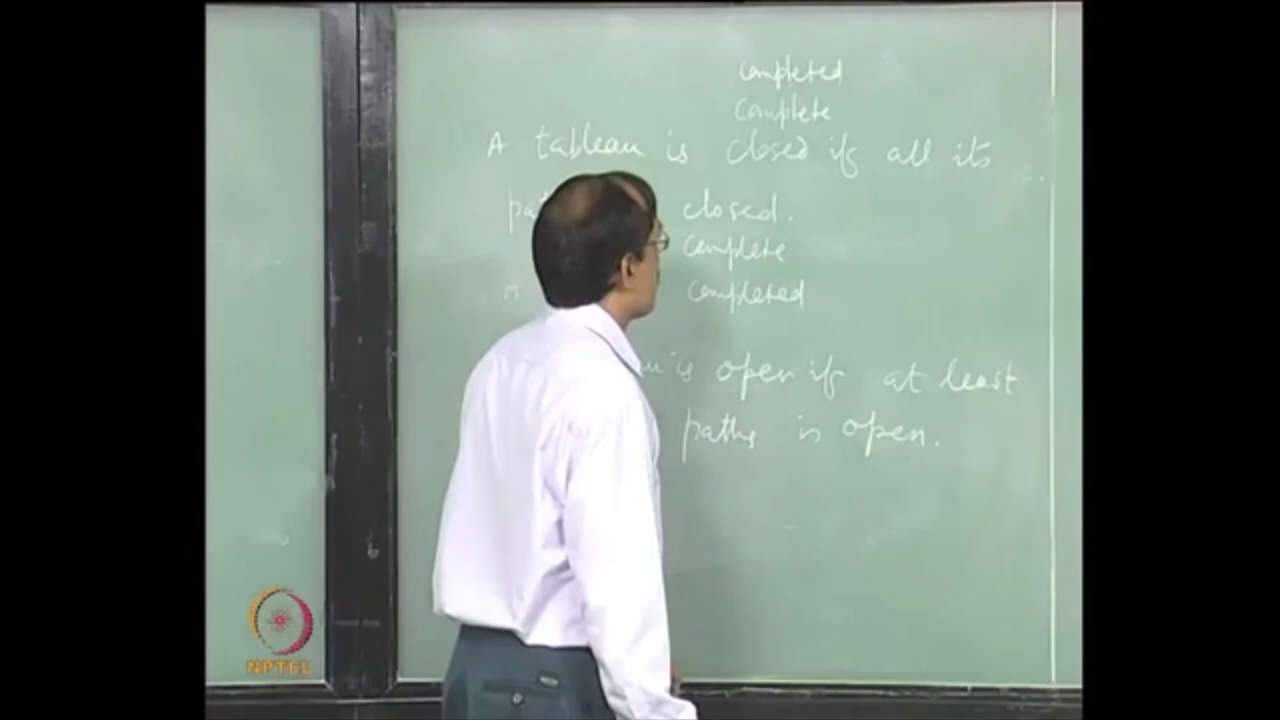 completed
complete
A tableau is closed if all its
closed.
complete
completed
is open if at least
paths is open.
NPTEL